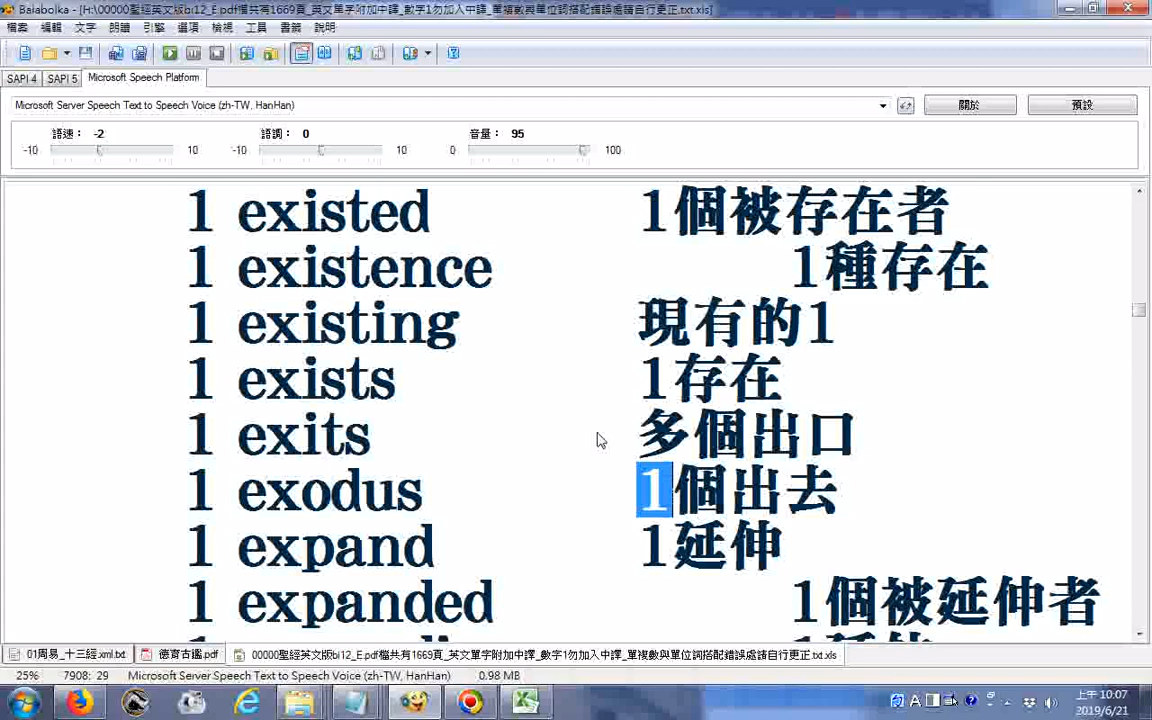 Balabolka - [H:\00000聖經英文版bi12_E.pdf檔共有1669頁_英文單字附加中譯_數字1勿加入中譯_單複數與單位詞搭配錯誤處請自行更正.txt.xls]
檔案 編輯 文字 朗讀 引擎 選項 檢視 工具 書籤 說明
SAPI 4 SAPI 5 Microsoft Speech Platform
Microsoft Server Speech Text to Speech Voice (zh-TW, HanHan) 關於 預設
語速： -2 語調： 0 音量： 95
-10 10 -10 10 0 100
1 existed 1個被存在者
1 existence 1種存在
1 existing 現有的1
1 exists 1存在
1 exits 多個出口
1 exodus 1個出去
1 expand 1延伸
1 expanded 1個被延伸者
01周易_十三經.xml.txt 德育古鑑.pdf 00000聖經英文版bi12_E.pdf檔共有1669頁_英文單字附加中譯_數字1勿加入中譯_單複數與單位詞搭配錯誤處請自行更正.txt.xls
25% 7908: 29 Microsoft Server Speech Text to Speech Voice (zh-TW, HanHan) 0.98 MB
上午 10:07
2019/6/21